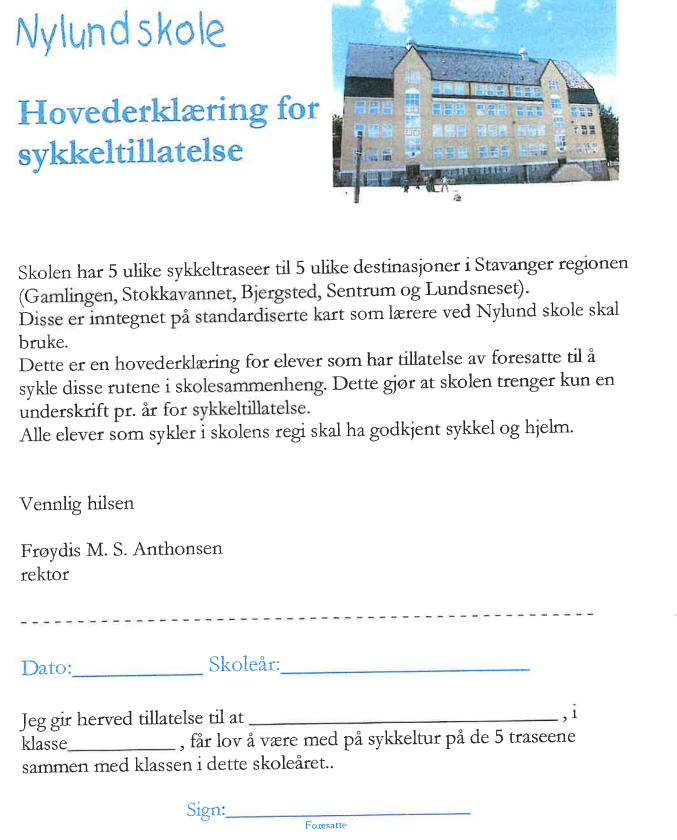 Nylund skole
Hovederklæring for
sykkeltillatelse
Skolen har 5 ulike sykkeltraseer til 5 ulike destinasjoner i Stavanger regionen
(Gamlingen, Stokkavannet, Bjergsted, Sentrum og Lundsneset).
Disse er inntegnet på standardiserte kart som lærere ved Nylund skole skal
bruke.
Dette er en hovederklæring for elever som har tillatelse av foresatte til å
sykle disse rutene i skolesammenheng. Dette gjør at skolen trenger kun en
underskrift pr. år for sykkeltillatelse.
Alle elever som sykler i skolens regi skal ha godkjent sykkel og hjelm.
Vennlig hilsen
Frøydis M. S. Anthonsen
rektor
Dato:____________ Skoleår:_______________________
Jeg gir herved tillatelse til at ______________________________ , i
klasse__________ , får lov å være med på sykkeltur på de 5 traseene
sammen med klassen i dette skoleåret..
Sign:_______________________
Foresatte